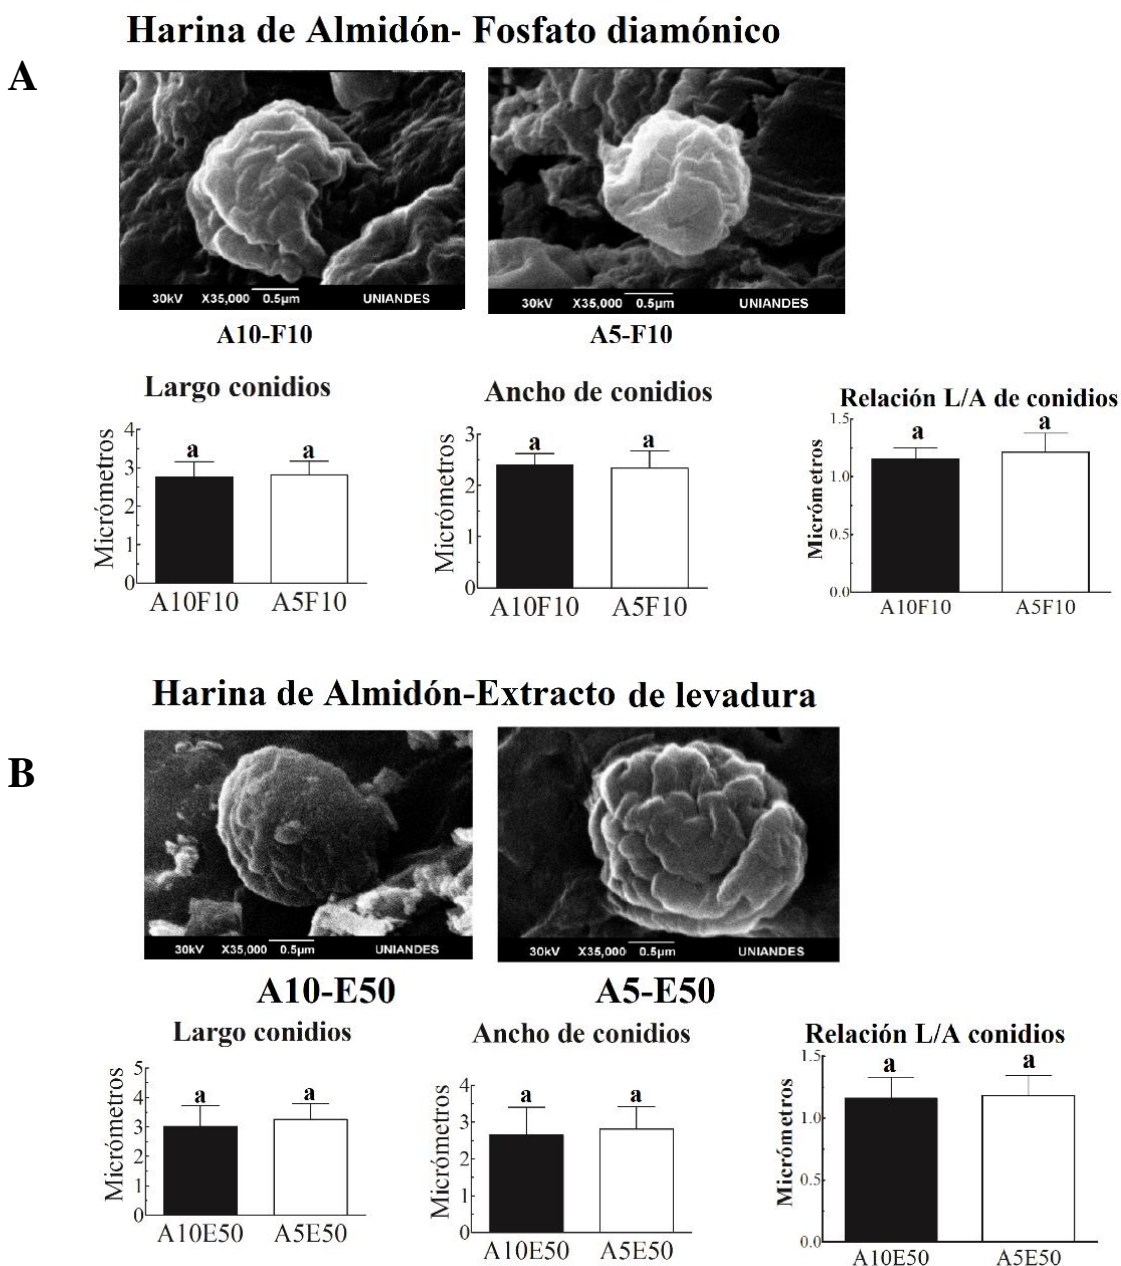 Harina de Almidón- Fosfato diamónico
A
30kV X35,000 0.5µm UNIANDES
30kV X35,000 0.5µm UNIANDES
A10-F10
A5-F10
Largo conidios
Micrómetros
4
3
2
1
0
a
a
A10F10 A5F10
Ancho de conidios
Micrómetros
3
2
1
0
a
a
A10F10 A5F10
Relación L/A de conidios
Micrómetros
1.5
1.0
0.5
0.0
a
a
A10F10 A5F10
Harina de Almidón-Extracto de levadura
B
30kV X35,000 0.5µm UNIANDES
30kV X35,000 0.5µm UNIANDES
A10-E50
A5-E50
Largo conidios
Micrómetros
5
4
3
2
1
0
a
a
A10E50 A5E50
Ancho de conidios
Micrómetros
4
3
2
1
0
a
a
A10E50 A5E50
Relación L/A conidios
Micrómetros
1.5
1.0
0.5
0.0
a
a
A10E50 A5E50